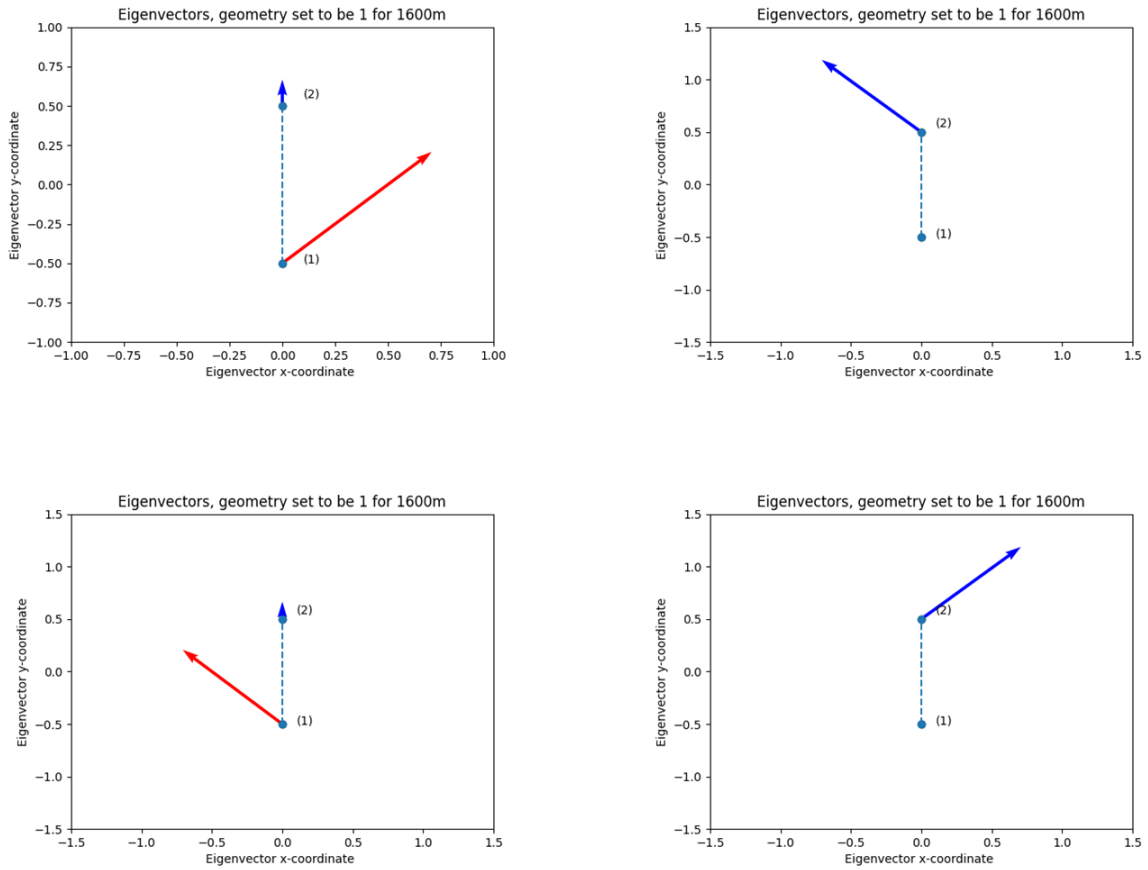 Eigenvectors, geometry set to be 1 for 1600m
1.00
0.75
0.50
0.25
0.00
−0.25
−0.50
−0.75
−1.00
Eigenvector y-coordinate
(2)
(1)
−1.00 −0.75 −0.50 −0.25 0.00 0.25 0.50 0.75 1.00
Eigenvector x-coordinate
Eigenvectors, geometry set to be 1 for 1600m
1.5
1.0
0.5
0.0
−0.5
−1.0
−1.5
Eigenvector y-coordinate
(2)
(1)
−1.5 −1.0 −0.5 0.0 0.5 1.0 1.5
Eigenvector x-coordinate
Eigenvectors, geometry set to be 1 for 1600m
1.5
1.0
0.5
0.0
−0.5
−1.0
−1.5
Eigenvector y-coordinate
(2)
(1)
−1.5 −1.0 −0.5 0.0 0.5 1.0 1.5
Eigenvector x-coordinate
Eigenvectors, geometry set to be 1 for 1600m
1.5
1.0
0.5
0.0
−0.5
−1.0
−1.5
Eigenvector y-coordinate
(2)
(1)
−1.5 −1.0 −0.5 0.0 0.5 1.0 1.5
Eigenvector x-coordinate